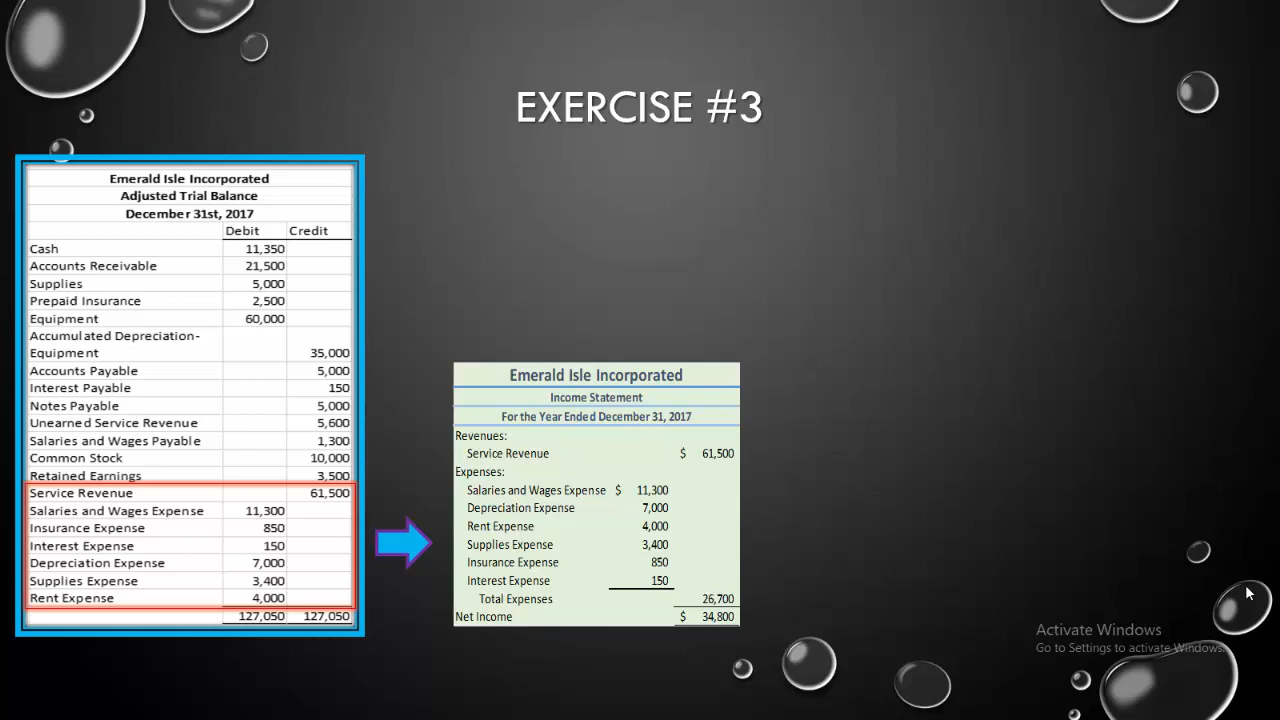 EXERCISE #3
Emerald Isle Incorporated
Adjusted Trial Balance
December 31st, 2017
Debit Credit
Cash 11,350
Accounts Receivable 21,500
Supplies 5,000
Prepaid Insurance 2,500
Equipment 60,000
Accumulated Depreciation-
Equipment 35,000
Accounts Payable 5,000
Interest Payable 150
Notes Payable 5,000
Unearned Service Revenue 5,600
Salaries and Wages Payable 1,300
Common Stock 10,000
Retained Earnings 3,500
Service Revenue 61,500
Salaries and Wages Expense 11,300
Insurance Expense 850
Interest Expense 150
Depreciation Expense 7,000
Supplies Expense 3,400
Rent Expense 4,000
127,050 127,050
Emerald Isle Incorporated
Income Statement
For the Year Ended December 31, 2017
Revenues:
Service Revenue $ 61,500
Expenses:
Salaries and Wages Expense $ 11,300
Depreciation Expense 7,000
Rent Expense 4,000
Supplies Expense 3,400
Insurance Expense 850
Interest Expense 150
Total Expenses 26,700
Net Income $ 34,800
Activate Windows
Go to Settings to activate Windows.